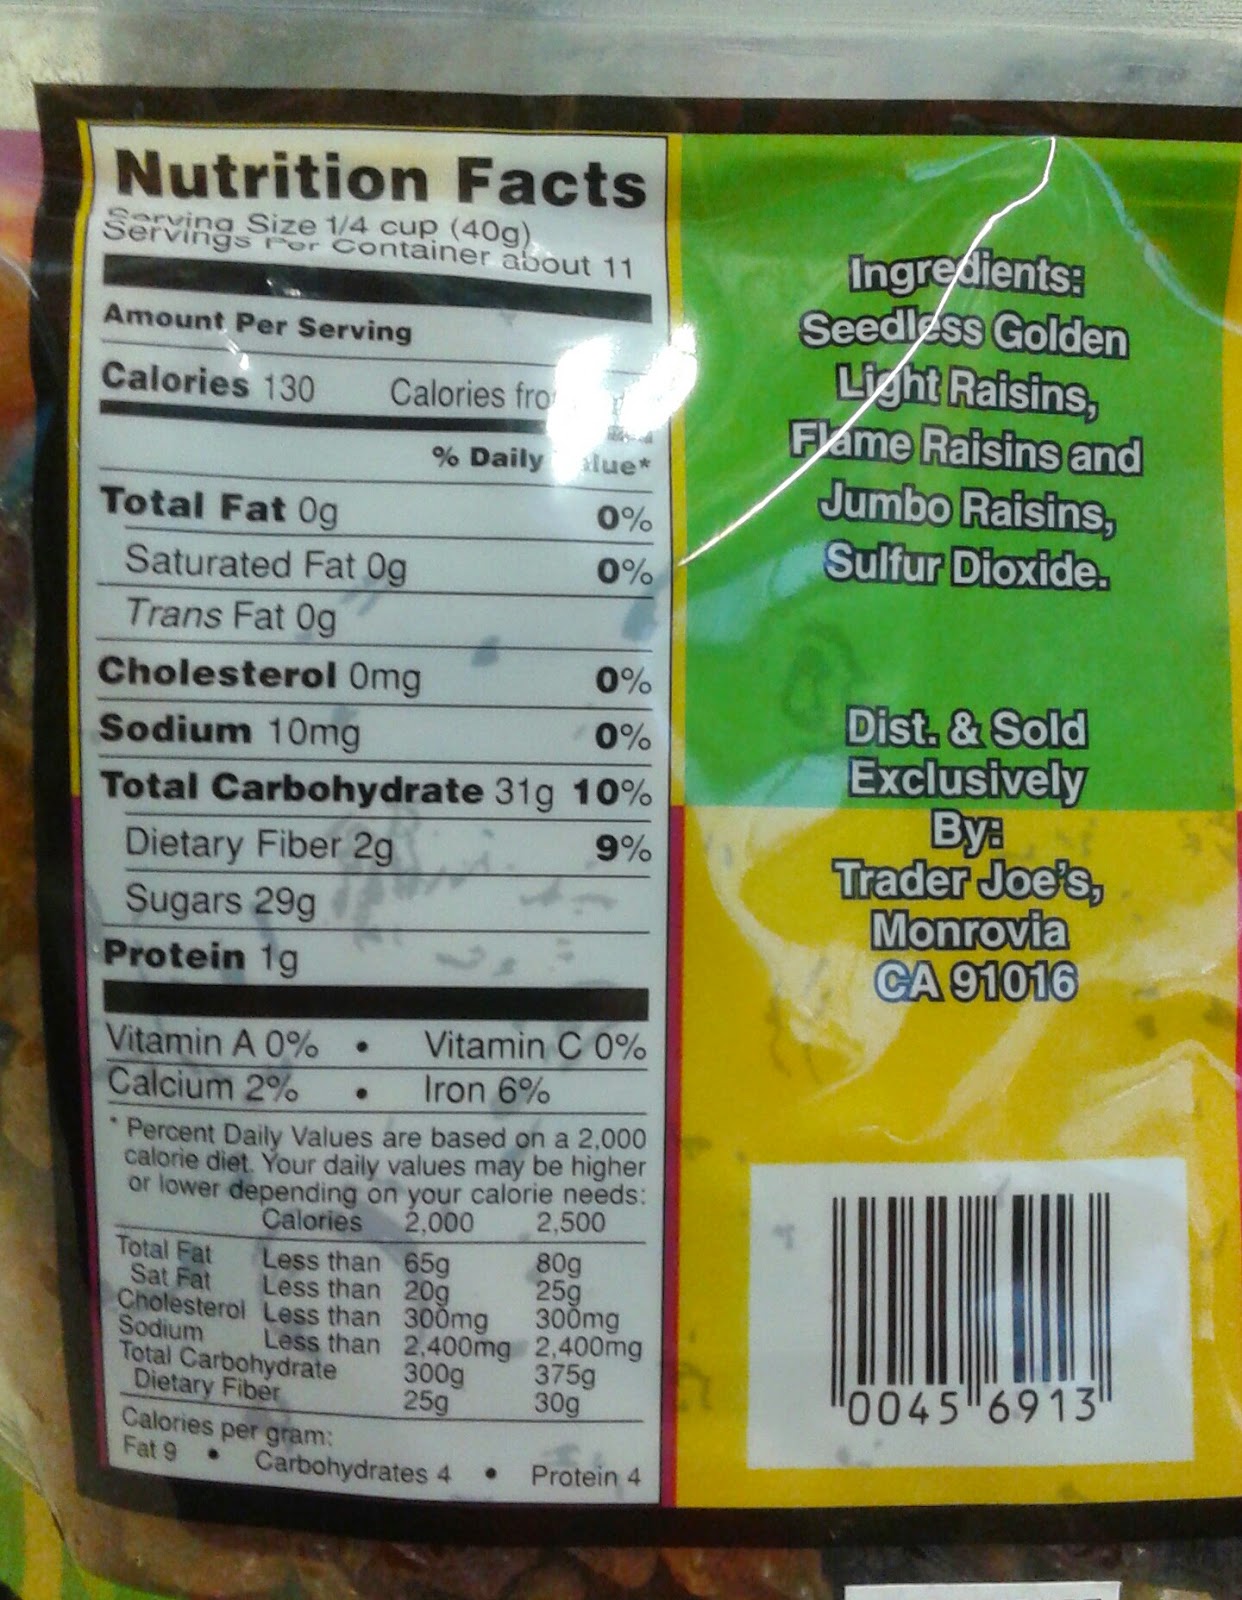 Nutrition Facts
Serving Size 1/4 cup (40g)
Servings Per Container about 11
Amount Per Serving
Calories 130 Calories
% Daily
Total Fat 0g 0%
Saturated Fat 0g 0%
Trans Fat 0g
Cholesterol 0mg 0%
Sodium 10mg 0%
Total Carbohydrate 31g 10%
Dietary Fiber 2g 9%
Sugars 29g
Protein 1g
Vitamin A 0% • Vitamin C 0%
Calcium 2% • Iron 6%
* Percent Daily Values are based on a 2,000
calorie diet. Your daily values may be higher
or lower depending on your calorie needs:
Calories 2,000 2,500
Total Fat Less than 65g 80g
Sat Fat Less than 20g 25g
Cholesterol Less than 300mg 300mg
Sodium Less than 2,400mg 2,400mg
Total Carbohydrate 300g 375g
Dietary Fiber 25g 30g
Calories per gram:
Fat 9 • Carbohydrates 4 • Protein 4
Ingredients:
Seedless Golden
Light Raisins,
Flame Raisins and
Jumbo Raisins,
Sulfur Dioxide.
Dist. & Sold
Exclusively
By:
Trader Joe's,
Monrovia
CA 91016
0045 6913